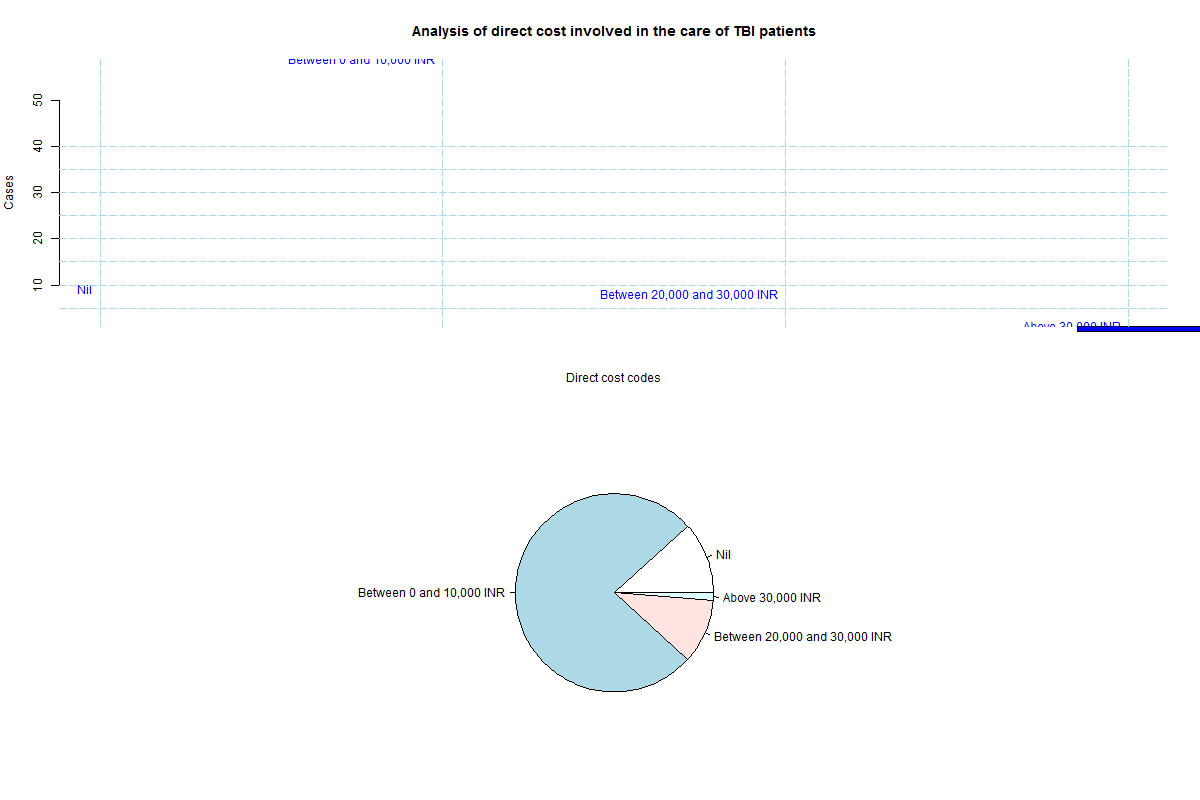 Analysis of direct cost involved in the care of TBI patients
Between 0 and 10,000 INR
50
40
30
20
10
Cases
Nil
Between 20,000 and 30,000 INR
Above 30,000 INR
Direct cost codes
Nil
Between 0 and 10,000 INR
Above 30,000 INR
Between 20,000 and 30,000 INR